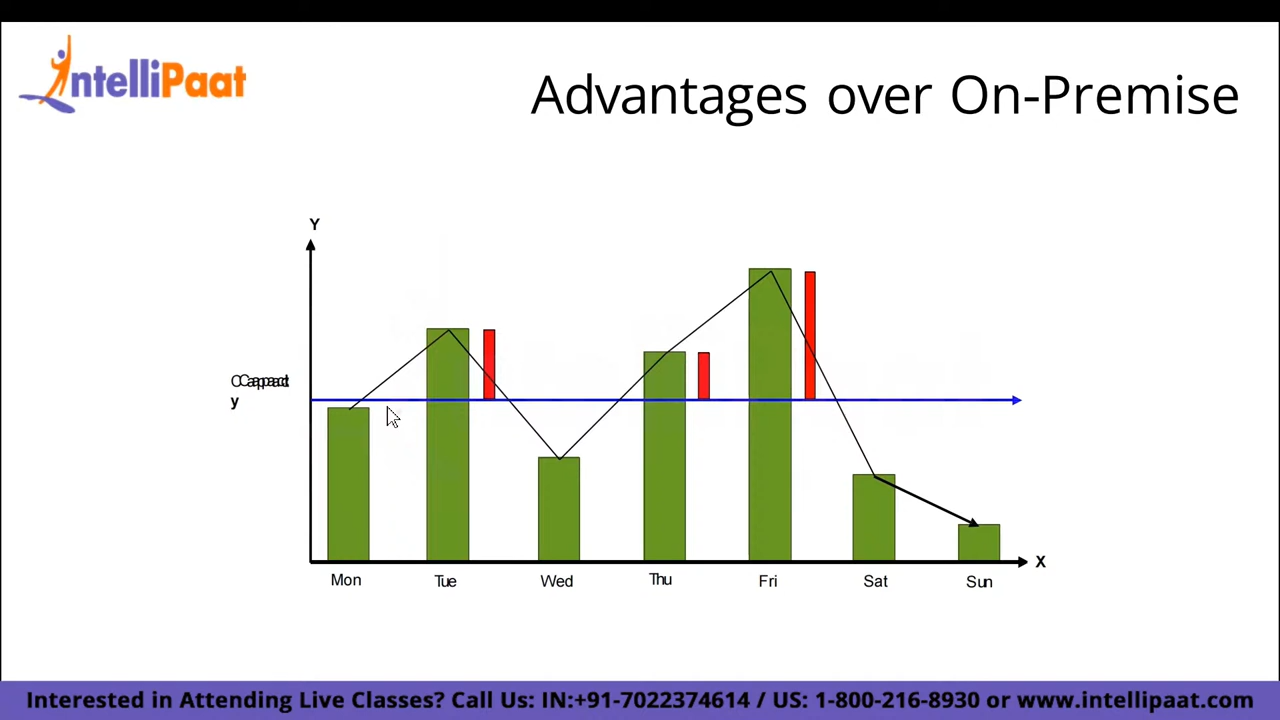 IntelliPaat
Advantages over On-Premise
Y
y
X
Mon Tue Wed Thu Fri Sat Sun
Interested in Attending Live Classes? Call Us: IN:+91-7022374614 / US: 1-800-216-8930 or www.intellipaat.com